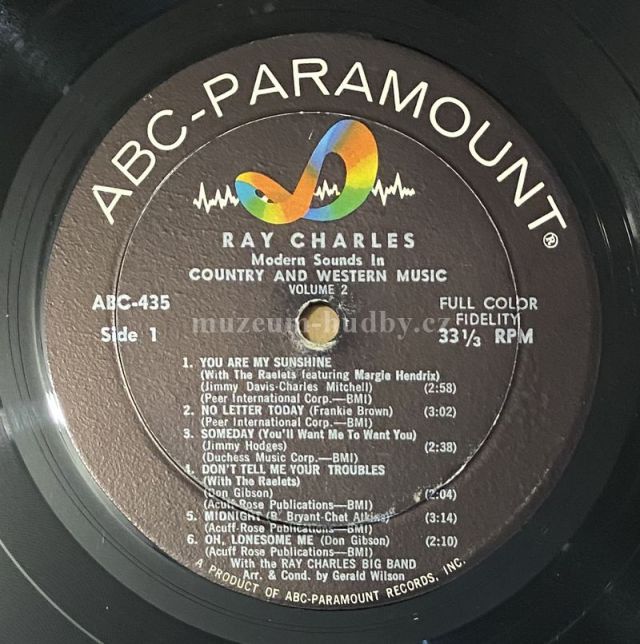 ABC-PARAMOUNT®
RAY CHARLES
Modern Sounds In
COUNTRY AND WESTERN MUSIC
VOLUME 2
ABC-435
Side 1
FULL COLOR
FIDELITY
33 1/3 RPM
muzeum-hudby.cz
1. YOU ARE MY SUNSHINE
(With The Raelets featuring Margie Hendrix)
(Jimmy Davis-Charles Mitchell) (2:58)
(Peer International Corp.—BMI)
2. NO LETTER TODAY (Frankie Brown) (3:02)
(Peer International Corp.—BMI)
3. SOMEDAY (You'll Want Me To Want You)
(Jimmy Hodges) (2:38)
(Duchess Music Corp.—BMI)
4. DON'T TELL ME YOUR TROUBLES
(With The Raelets)
(Don Gibson) (2:04)
(Acuff-Rose Publications—BMI)
5. MIDNIGHT (B. Bryant-Chet Atkins) (3:14)
(Acuff-Rose Publications—BMI)
6. OH, LONESOME ME (Don Gibson) (2:10)
(Acuff Rose Publications—BMI)
With the RAY CHARLES BIG BAND
Arr. & Cond. by Gerald Wilson
A PRODUCT OF ABC-PARAMOUNT RECORDS, INC.